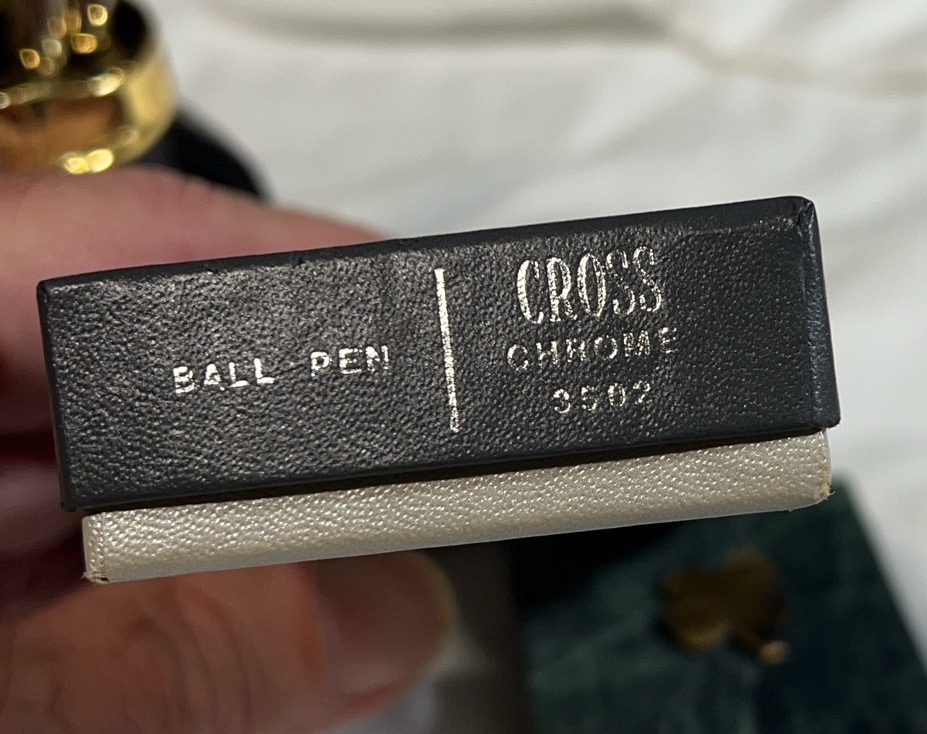 BALL PEN
CROSS
CHROME
3502